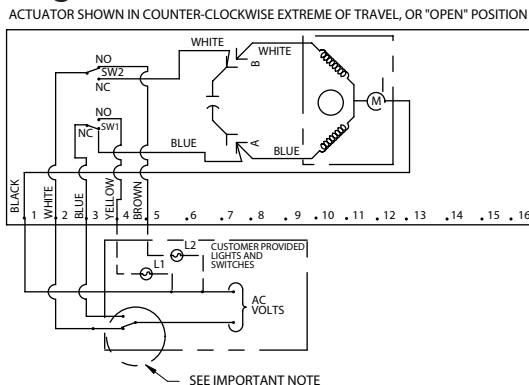 ACTUATOR SHOWN IN COUNTER-CLOCKWISE EXTREME OF TRAVEL, OR "OPEN" POSITION
WHITE
WHITE
NO
SW2
NC
B
M
NO
NC
SW1
BLUE
A
BLUE
BLACK
WHITE
BLUE
YELLOW
BROWN
1 2 3 4 5 6 7 8 9 10 11 12 13 14 15 16
L2
CUSTOMER PROVIDED
LIGHTS AND
SWITCHES
L1
AC
VOLTS
SEE IMPORTANT NOTE